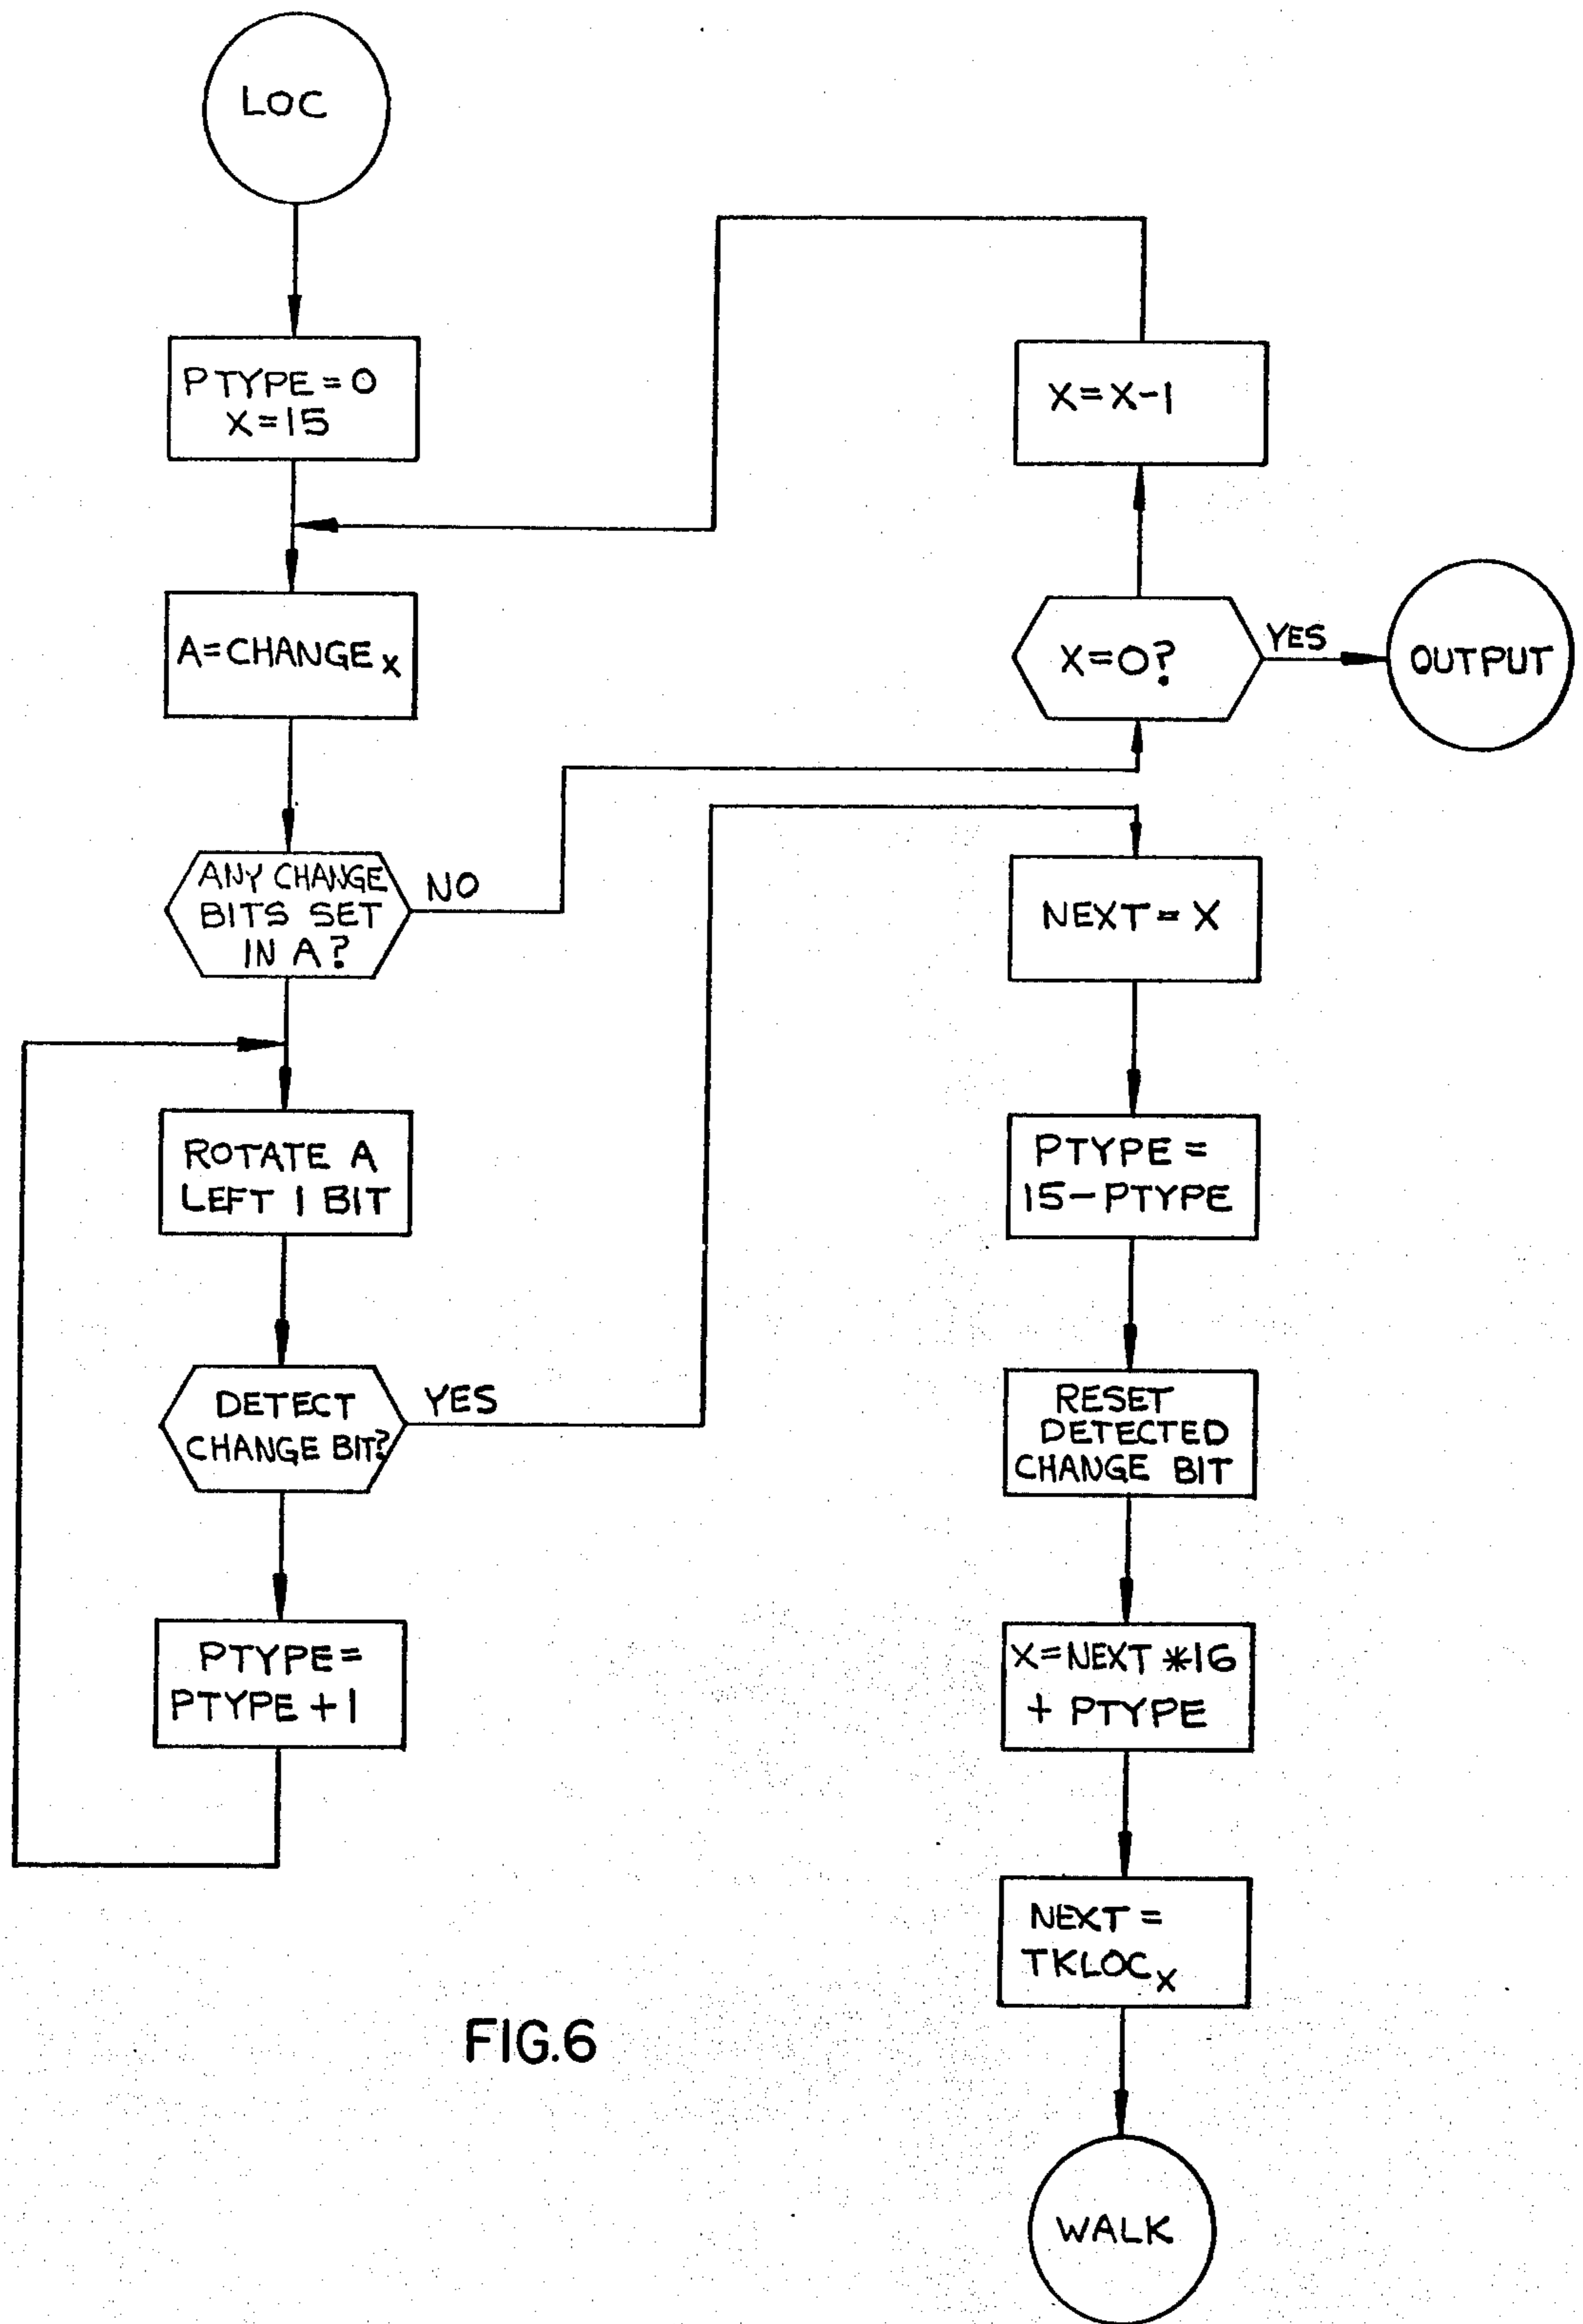 LOC
PTYPE=0
X=15
A=CHANGEX
ANY CHANGE
BITS SET
IN A?
NO
ROTATE A
LEFT 1 BIT
DETECT
CHANGE BIT?
YES
PTYPE=
PTYPE+1
X=X-1
X=0?
YES
OUTPUT
NEXT=X
PTYPE=
15-PTYPE
RESET
DETECTED
CHANGE BIT
X=NEXT*16
+ PTYPE
NEXT=
TKLOCX
WALK
FIG.6